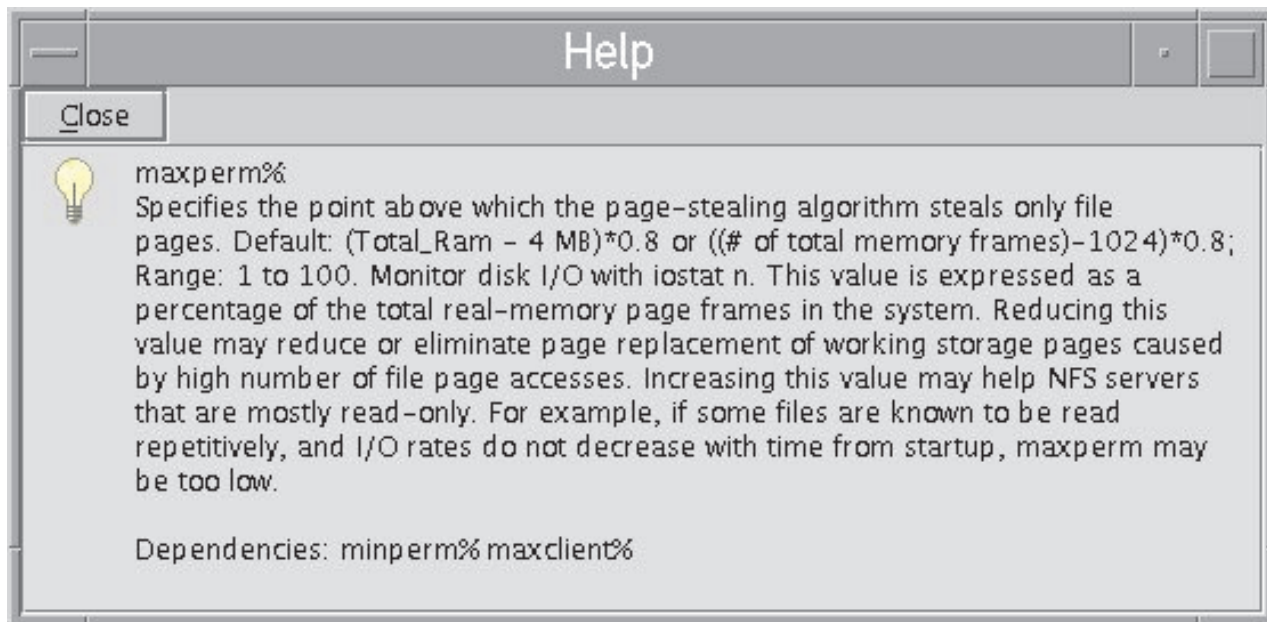 Help
Close
maxperm%:
Specifies the point above which the page-stealing algorithm steals only file
pages. Default: (Total_Ram - 4 MB)*0.8 or ((# of total memory frames)-1024)*0.8;
Range: 1 to 100. Monitor disk I/O with iostat n. This value is expressed as a
percentage of the total real-memory page frames in the system. Reducing this
value may reduce or eliminate page replacement of working storage pages caused
by high number of file page accesses. Increasing this value may help NFS servers
that are mostly read-only. For example, if some files are known to be read
repetitively, and I/O rates do not decrease with time from startup, maxperm may
be too low.
Dependencies: minperm% maxclient%